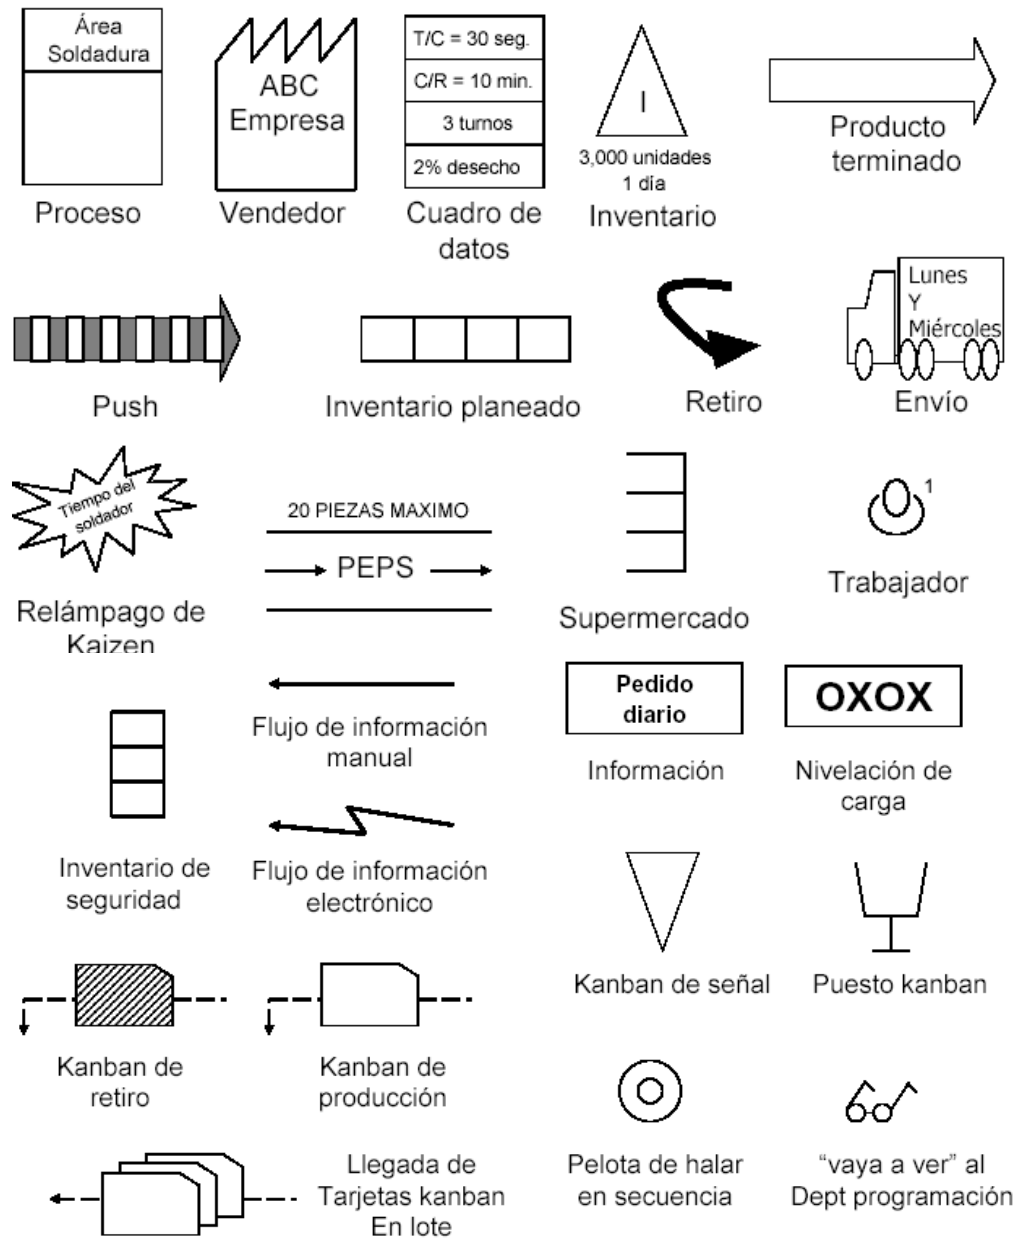 Área
Soldadura
Proceso
ABC
Empresa
Vendedor
T/C = 30 seg.
C/R = 10 min.
3 turnos
2% desecho
Cuadro de
datos
I
3,000 unidades
1 día
Inventario
Producto
terminado
Push
Inventario planeado
Retiro
Lunes
Y
Miércoles
Envío
Tiempo del
soldador
Relámpago de
Kaizen
20 PIEZAS MAXIMO
PEPS
Supermercado
1
Trabajador
Inventario de
seguridad
Flujo de información
manual
Flujo de información
electrónico
Pedido
diario
Información
OXOX
Nivelación de
carga
Kanban de señal
Puesto kanban
Kanban de
retiro
Kanban de
producción
Pelota de halar
en secuencia
“vaya a ver” al
Dept programación
Llegada de
Tarjetas kanban
En lote